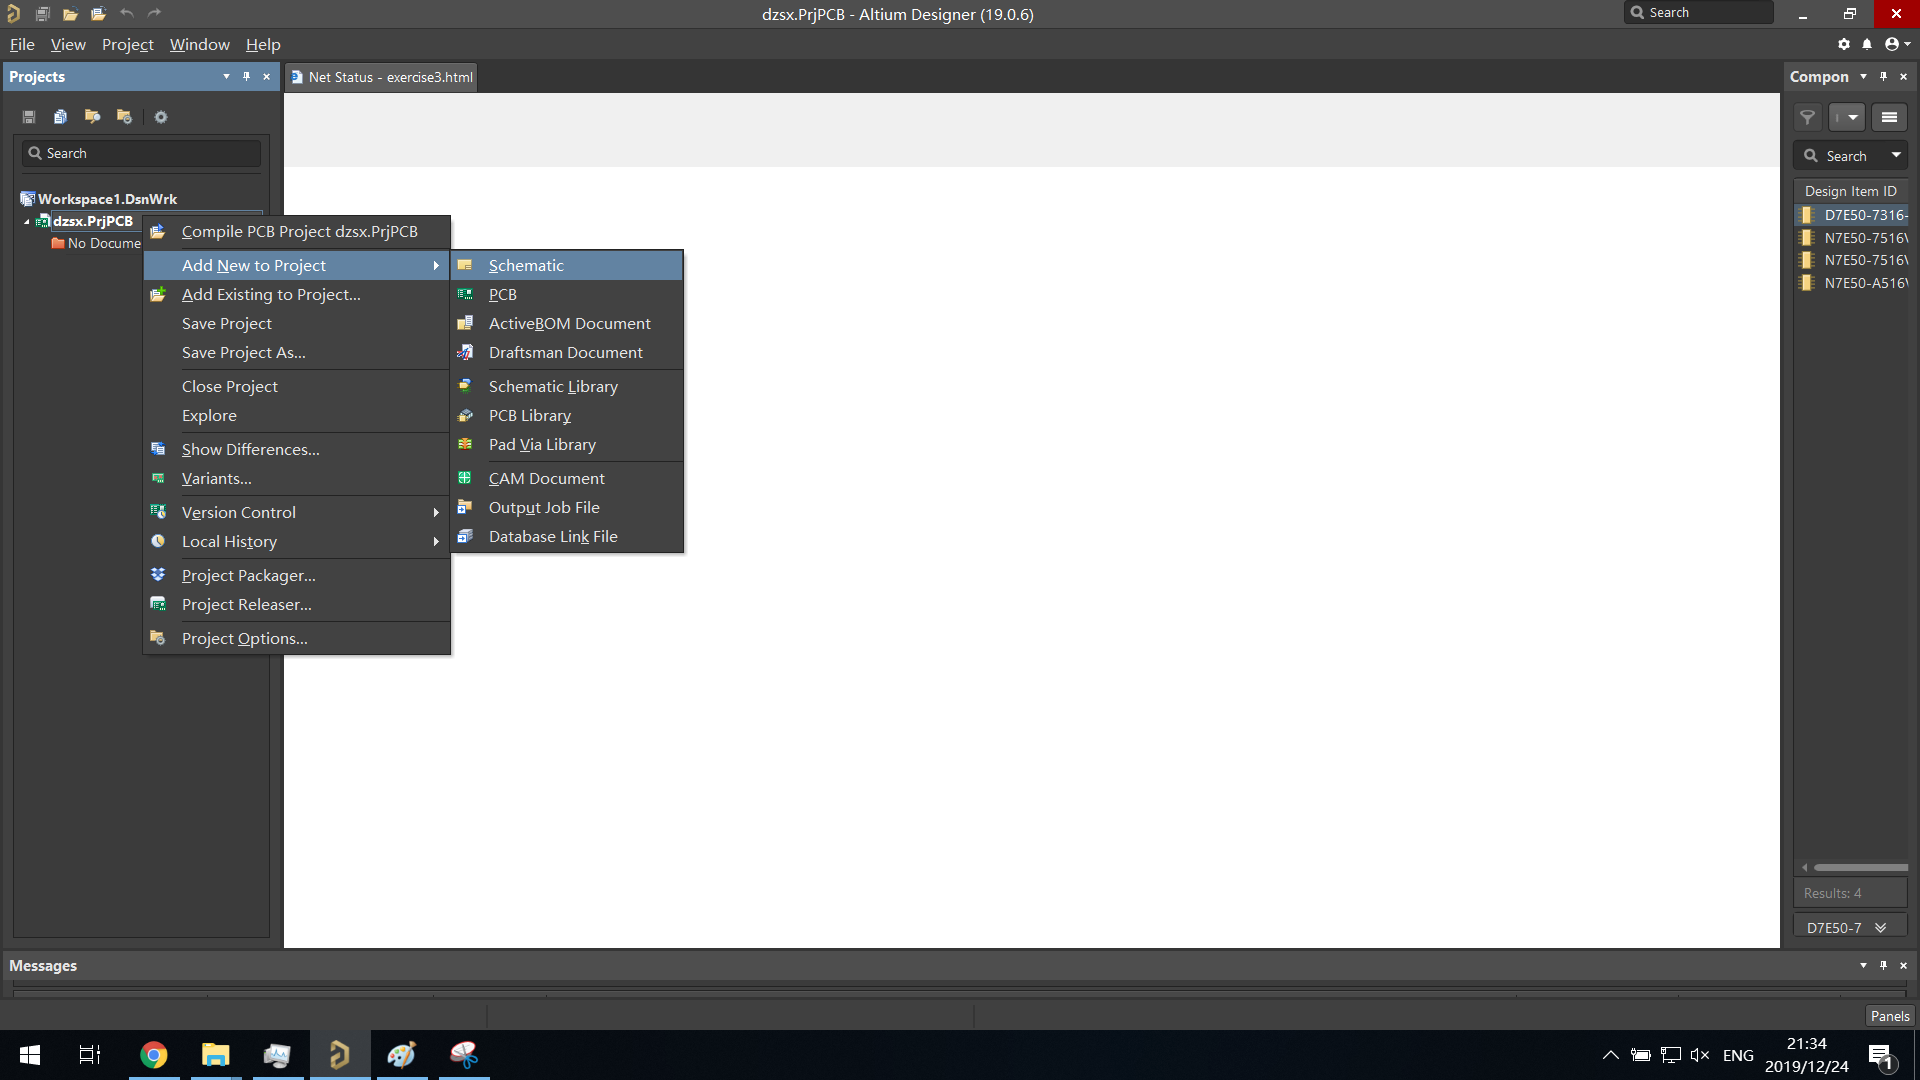 dzsx.PrjPCB - Altium Designer (19.0.6)
Search
File View Project Window Help
Projects
Net Status - exercise3.html
Compon
Search
Search
Design Item ID
Workspace1.DsnWrk
dzsx.PrjPCB
No Docume
D7E50-7316-
N7E50-7516V
N7E50-7516V
N7E50-A516V
Compile PCB Project dzsx.PrjPCB
Add New to Project
Add Existing to Project...
Save Project
Save Project As...
Close Project
Explore
Show Differences...
Variants...
Version Control
Local History
Project Packager...
Project Releaser...
Project Options...
Schematic
PCB
ActiveBOM Document
Draftsman Document
Schematic Library
PCB Library
Pad Via Library
CAM Document
Output Job File
Database Link File
Results: 4
D7E50-7
Messages
Panels
ENG
21:34
2019/12/24
1